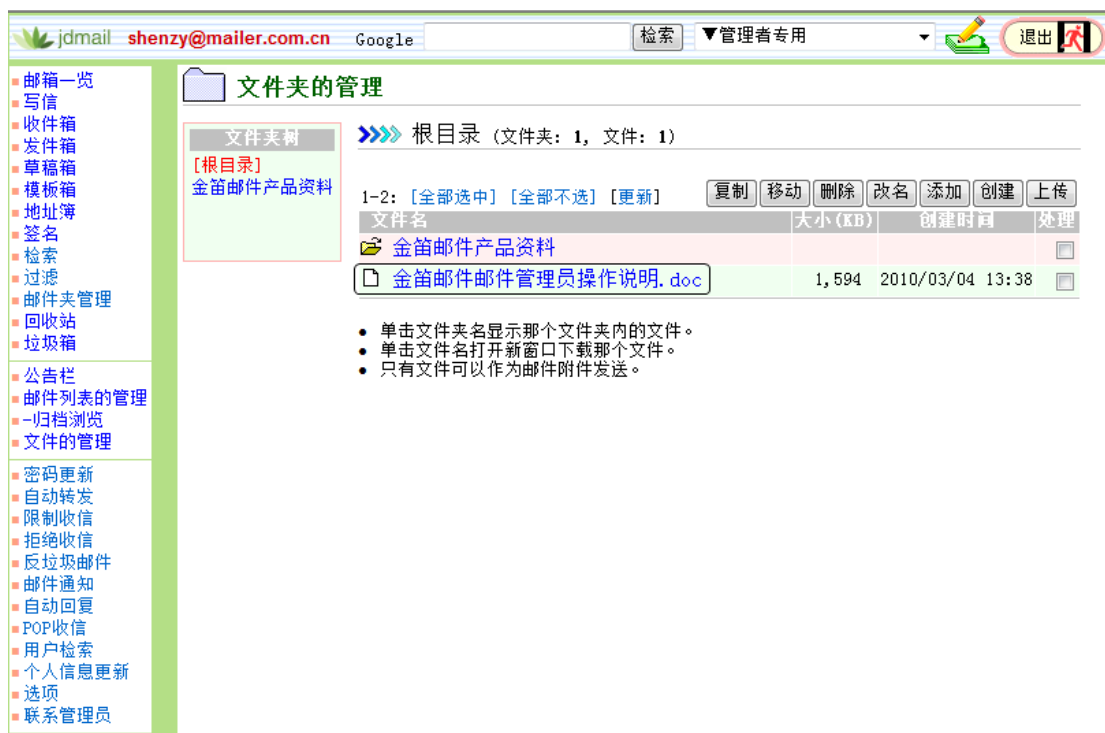 jdmail shenzy@mailer.com.cn Google 检索 ▼管理者专用 退出
邮箱一览
写信
收件箱
发件箱
草稿箱
模板箱
地址簿
签名
检索
过滤
邮件夹管理
回收站
垃圾箱
公告栏
邮件列表的管理
-归档浏览
文件的管理
密码更新
自动转发
限制收信
拒绝收信
反垃圾邮件
邮件通知
自动回复
POP收信
用户检索
个人信息更新
选项
联系管理员
文件夹的管理
文件夹树
[根目录]
金笛邮件产品资料
根目录 (文件夹: 1, 文件: 1)
1-2: [全部选中] [全部不选] [更新] 复制 移动 删除 改名 添加 创建 上传
文件名 大小(KB) 创建时间 处理
金笛邮件产品资料
金笛邮件邮件管理员操作说明.doc 1,594 2010/03/04 13:38
● 单击文件夹名显示那个文件夹内的文件。
● 单击文件名打开新窗口下载那个文件。
● 只有文件可以作为邮件附件发送。